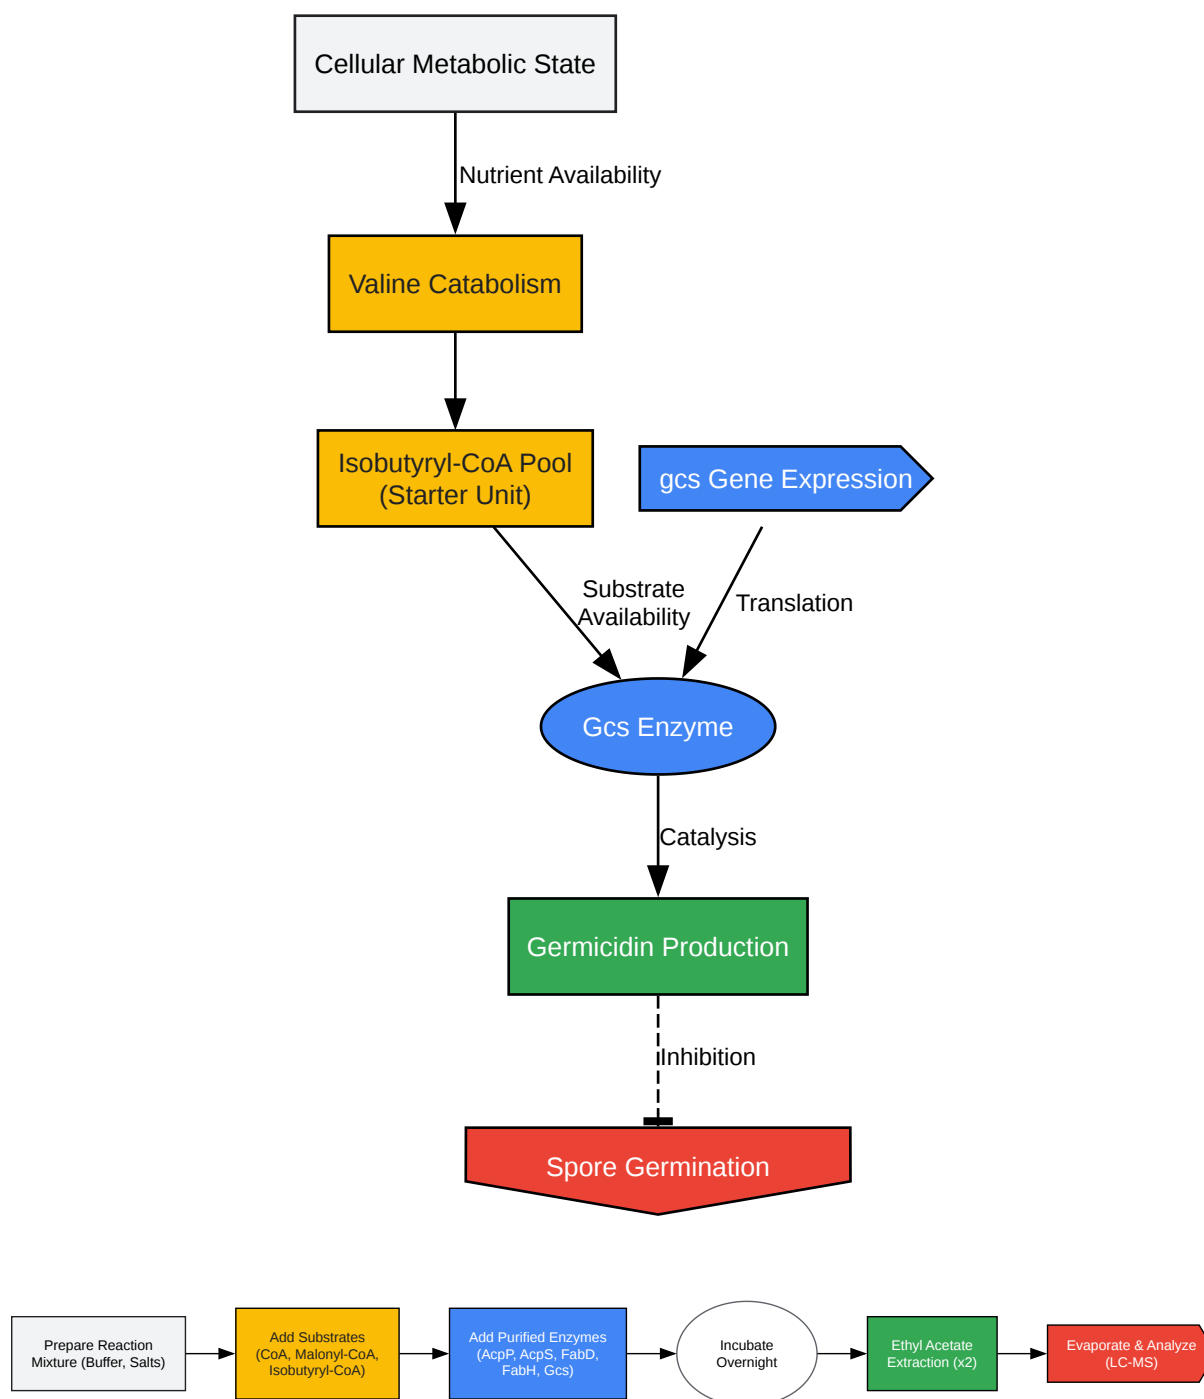 Cellular Metabolic State
Nutrient Availability
Valine Catabolism
Isobutyryl-CoA Pool
(Starter Unit)
gcs Gene Expression
Substrate
Availability
Translation
Gcs Enzyme
Catalysis
Germicidin Production
Inhibition
Spore Germination
Prepare Reaction
Mixture (Buffer, Salts)
Add Substrates
(CoA, Malonyl-CoA,
Isobutyryl-CoA)
Add Purified Enzymes
(AcpP, AcpS, FabD,
FabH, Gcs)
Incubate
Overnight
Ethyl Acetate
Extraction (x2)
Evaporate & Analyze
(LC-MS)